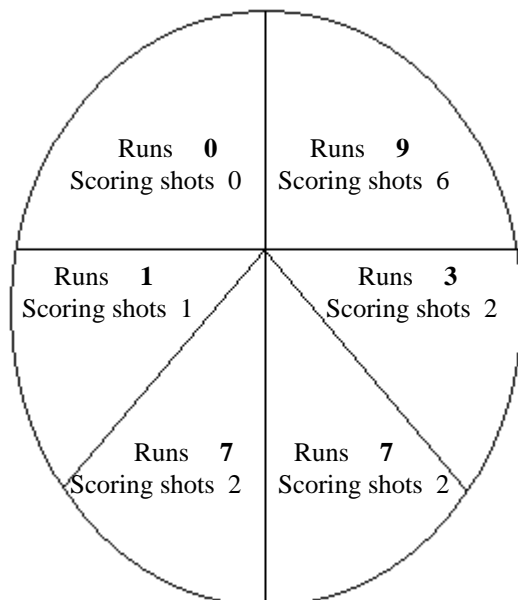 Runs 0
Scoring shots 0
Runs 9
Scoring shots 6
Runs 1
Scoring shots 1
Runs 3
Scoring shots 2
Runs 7
Scoring shots 2
Runs 7
Scoring shots 2